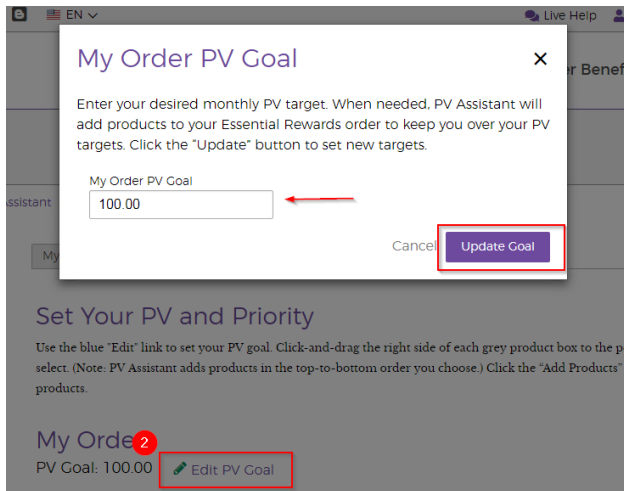 EN
Live Help
My Order PV Goal
r Benef
Enter your desired monthly PV target. When needed, PV Assistant will
add products to your Essential Rewards order to keep you over your PV
targets. Click the "Update" button to set new targets.
My Order PV Goal
ssistant
100.00
Cancel
Update Goal
My
Set Your PV and Priority
Use the blue "Edit" link to set your PV goal. Click-and-drag the right side of each grey product box to the p
select. (Note: PV Assistant adds products in the top-to-bottom order you choose.) Click the "Add Products"
products.
My Orde
2
PV Goal: 100.00 Edit PV Goal